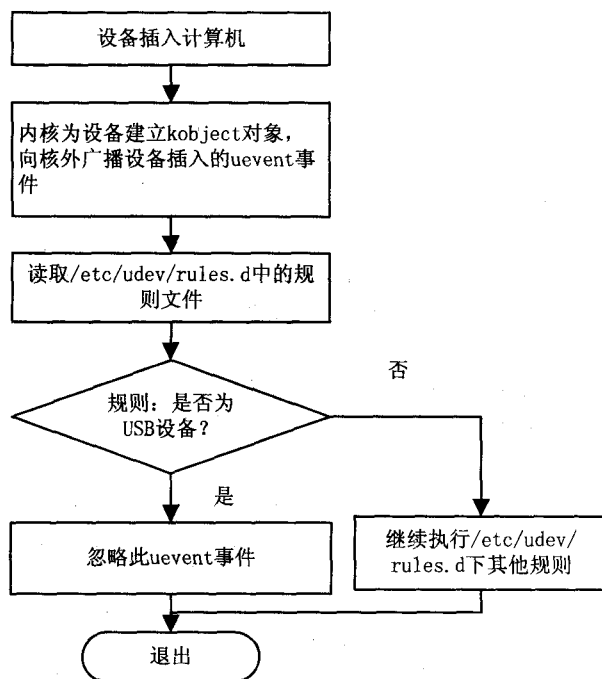 设备插入计算机
内核为设备建立kobject对象，
向核外广播设备插入的uevent事
件
读取/etc/udev/rules.d中的规
则文件
否
规则：是否为
USB设备？
是
忽略此uevent事件
继续执行/etc/udev/
rules.d下其他规则
退出